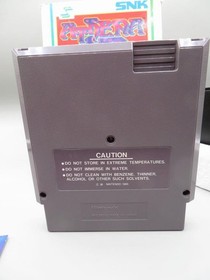 SNK
CAUTION
•DO NOT STORE IN EXTREME TEMPERATURES.
•DO NOT IMMERSE IN WATER.
•DO NOT CLEAN WITH BENZENE, THINNER,
ALCOHOL OR OTHER SUCH SOLVENTS.